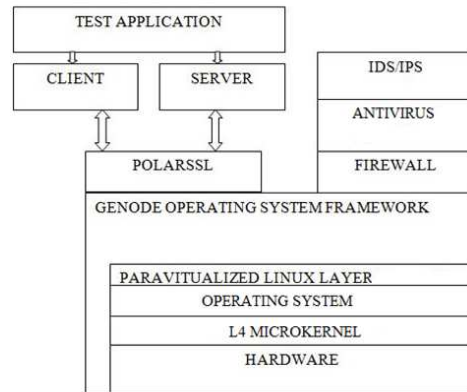 TEST APPLICATION
CLIENT
SERVER
IDS/IPS
ANTIVIRUS
POLARSSL
FIREWALL
GENODE OPERATING SYSTEM FRAMEWORK
PARAVITUALIZED LINUX LAYER
OPERATING SYSTEM
L4 MICROKERNEL
HARDWARE